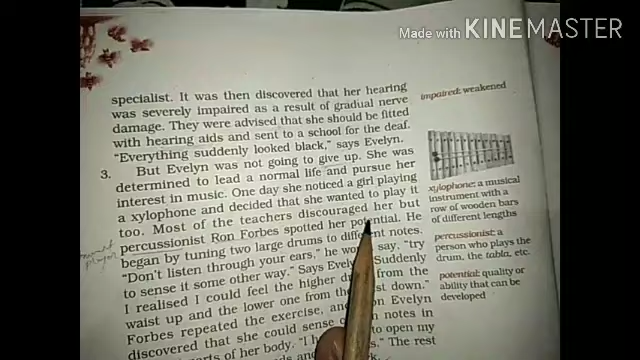 Made with KINEMASTER
specialist. It was then discovered that her hearing
was severely impaired as a result of gradual nerve
damage. They were advised that she should be fitted
with hearing aids and sent to a school for the deaf.
"Everything suddenly looked black," says Evelyn.
3. But Evelyn was not going to give up. She was
determined to lead a normal life and pursue her
interest in music. One day she noticed a girl playing
a xylophone and decided that she wanted to play it
too. Most of the teachers discouraged her but
percussionist Ron Forbes spotted her potential. He
began by tuning two large drums to different notes.
"Don't listen through your ears," he would say, "try
to sense it some other way." Says Evelyn, Suddenly
I realised I could feel the higher from the
waist up and the lower one from the waist down."
Forbes repeated the exercise, and Evelyn
discovered that she could sense notes in
of her body. to open my
The rest
impaired: weakened
xylophone: a musical
instrument with a
row of wooden bars
of different lengths
percussionist: a
person who plays the
drum, the tabla, etc.
potential: quality or
ability that can be
developed
player